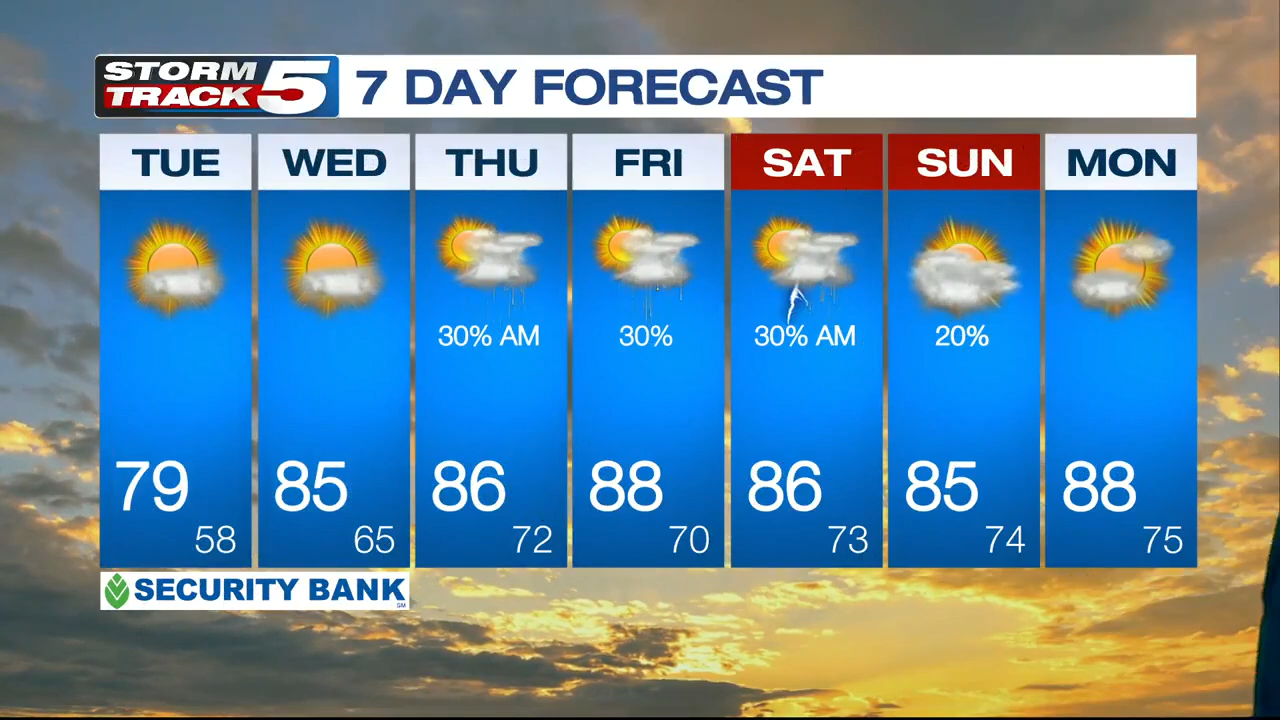 STORM TRACK 5
7 DAY FORECAST
TUE WED THU FRI SAT SUN MON
30% AM 30% 30% AM 20%
79 85 86 88 86 85 88
58 65 72 70 73 74 75
SECURITY BANK SM